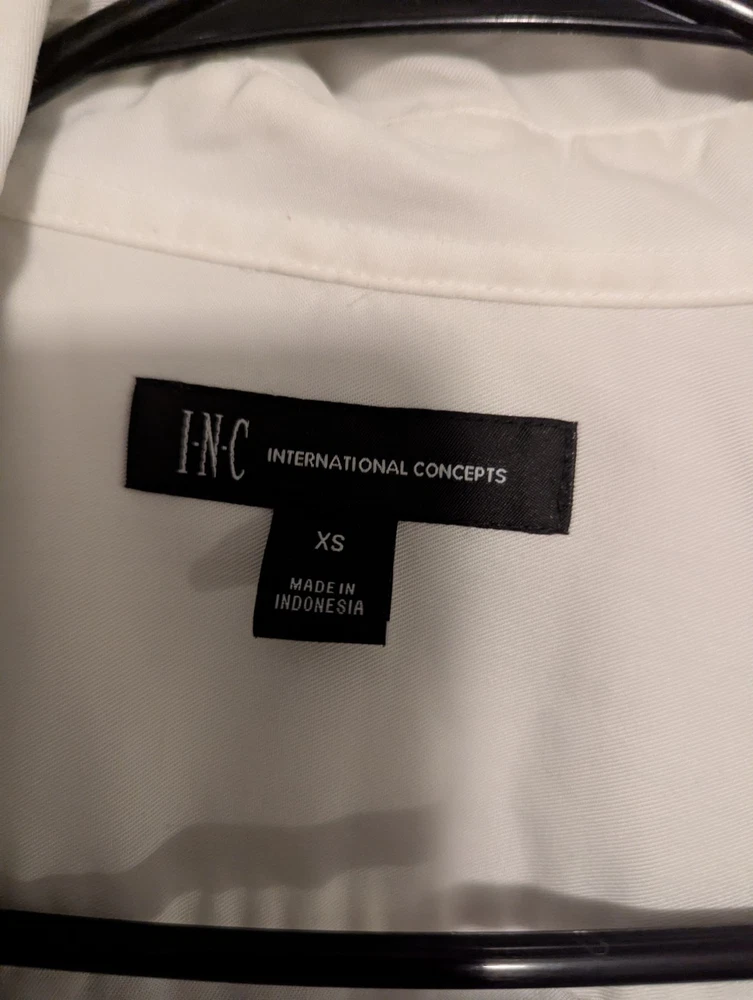 I·N·C INTERNATIONAL CONCEPTS
XS
MADE IN
INDONESIA